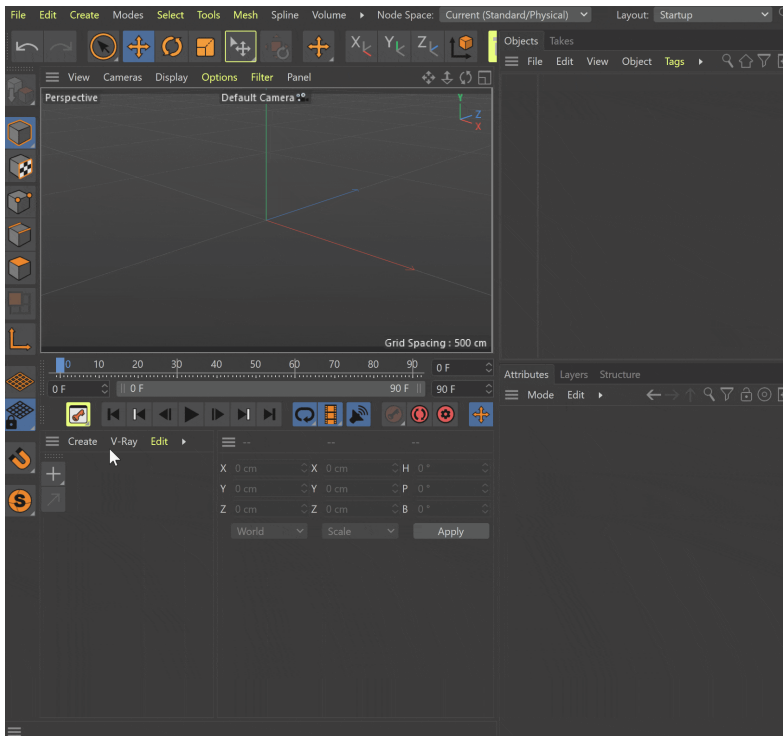 File Edit Create Modes Select Tools Mesh Spline Volume Node Space: Current (Standard/Physical) Layout: Startup
X Y Z
Objects Takes
File Edit View Object Tags
View Cameras Display Options Filter Panel
Perspective Default Camera
Y
Z
X
Grid Spacing : 500 cm
0 10 20 30 40 50 60 70 80 90 0 F
0 F 0 F 90 F 90 F
Attributes Layers Structure
Mode Edit
Create V-Ray Edit
-- -- --
X 0 cm X 0 cm H 0 °
Y 0 cm Y 0 cm P 0 °
Z 0 cm Z 0 cm B 0 °
World Scale Apply
S